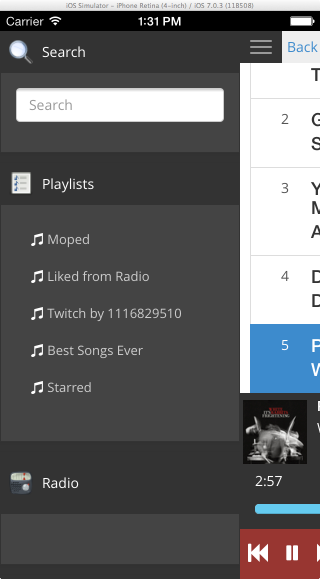 iOS Simulator – iPhone Retina (4-inch) / iOS 7.0.3 (11B508)
Carrier 1:31 PM
Search
Back
Search
T
2 G
S
Playlists
3 Y
M
A
Moped
Liked from Radio
4 D
D
Twitch by 1116829510
Best Songs Ever
5 P
W
Starred
2:57
Radio